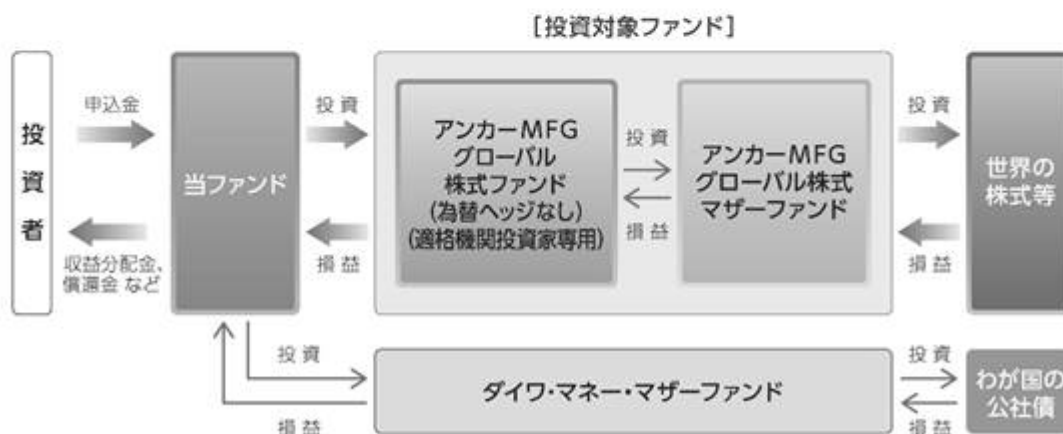 [投資対象ファンド]
投資者
申込金
収益分配金、
償還金 など
当ファンド
投資
損益
アンカーMFG
グローバル
株式ファンド
(為替ヘッジなし)
(適格機関投資家専用)
投資
損益
アンカーMFG
グローバル株式
マザーファンド
投資
損益
世界の
株式等
投資
損益
ダイワ・マネー・マザーファンド
投資
損益
わが国の
公社債